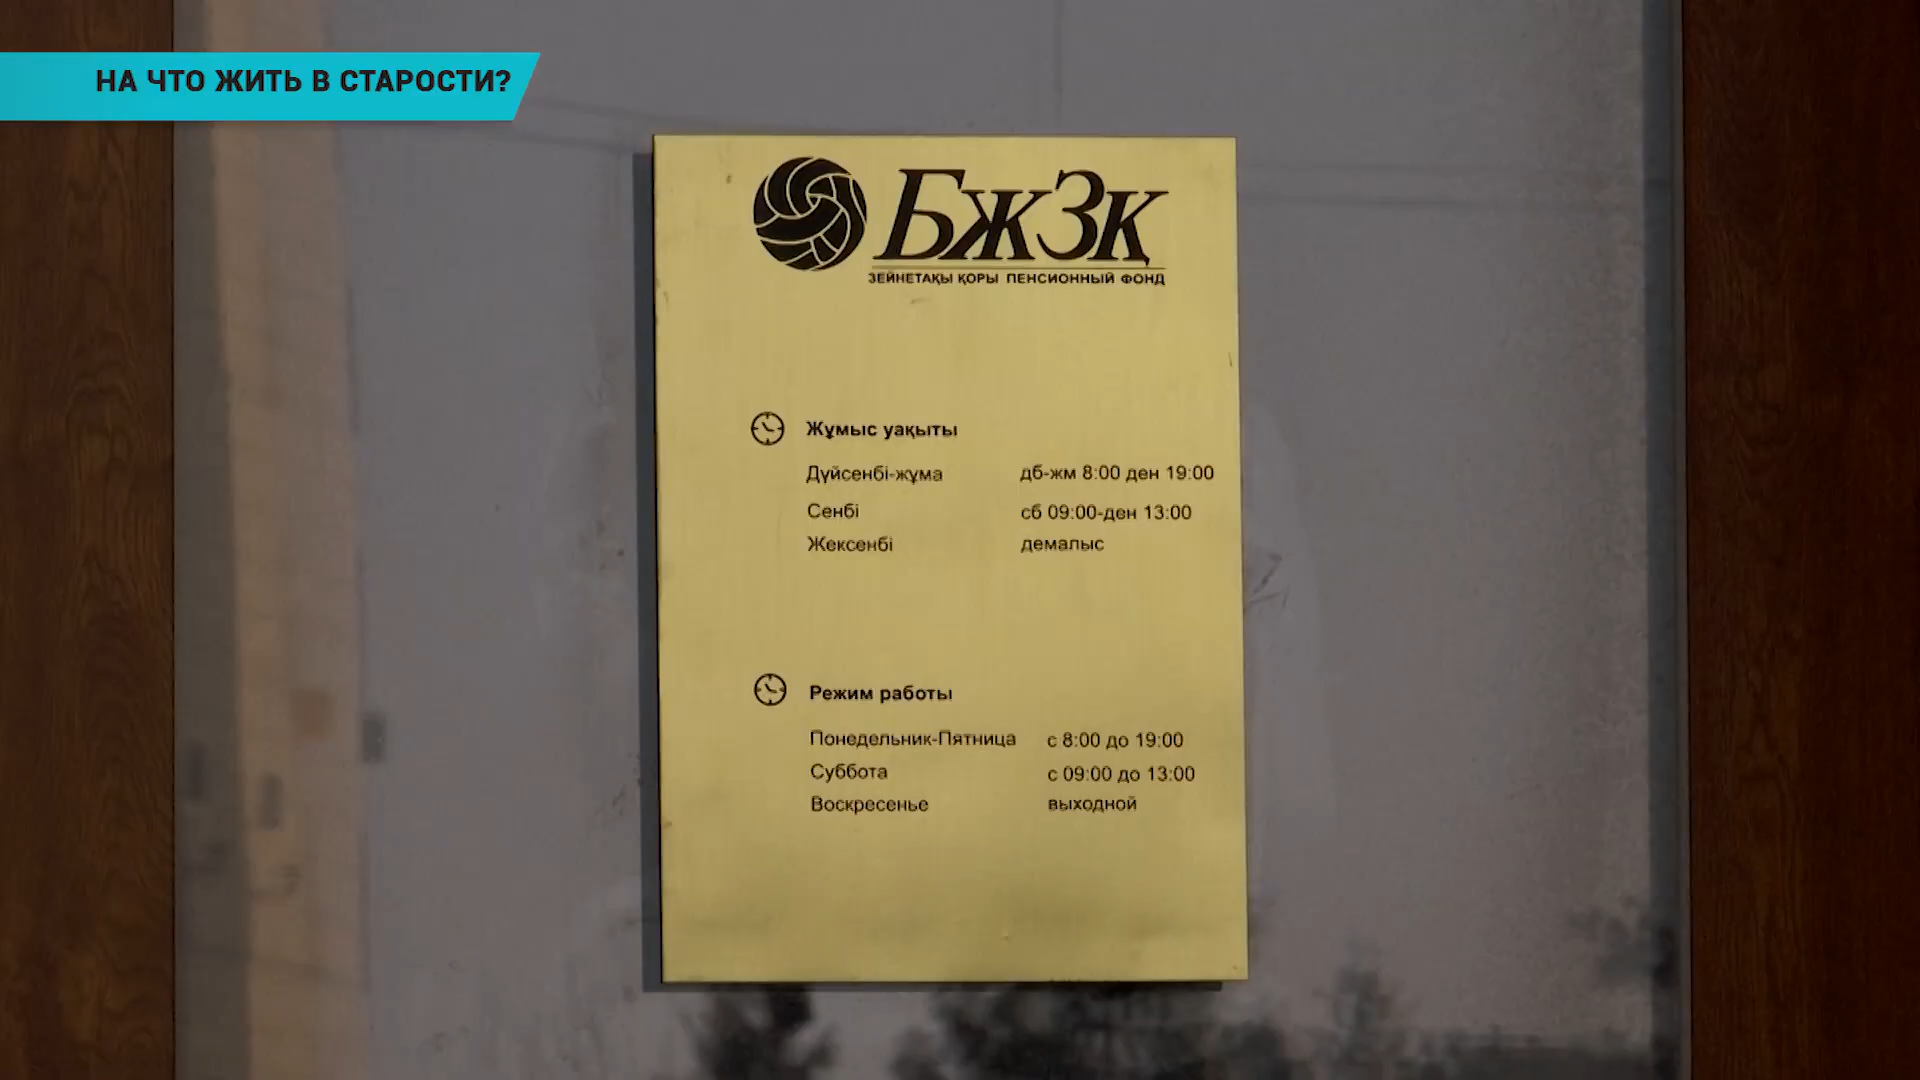 НА ЧТО ЖИТЬ В СТАРОСТИ?
БЖЗҚ
ЗЕЙНЕТАҚЫ ҚОРЫ ПЕНСИОННЫЙ ФОНД
Жұмыс уақыты
Дүйсенбі-жұма дб-жм 8:00 ден 19:00
Сенбі сб 09:00-ден 13:00
Жексенбі демалыс
Режим работы
Понедельник-Пятница с 8:00 до 19:00
Суббота с 09:00 до 13:00
Воскресенье выходной